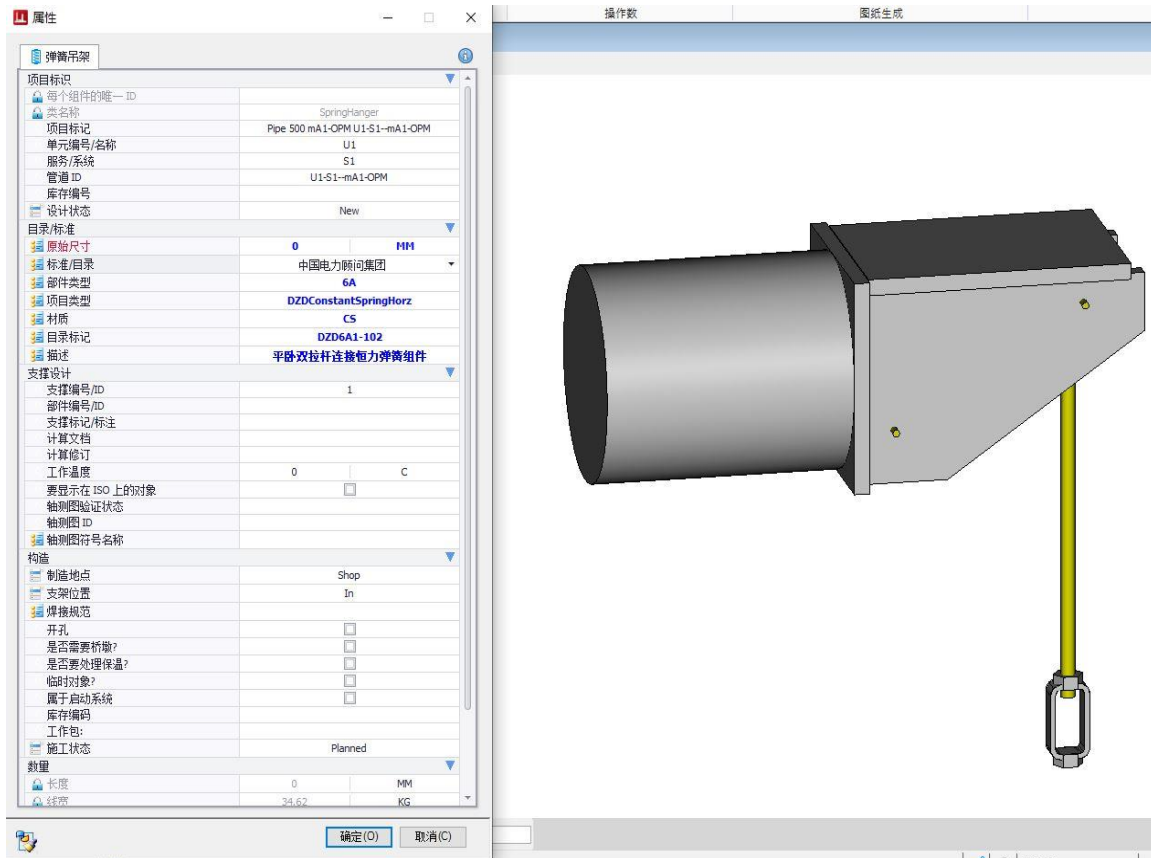 属性
操作数 图纸生成
弹簧吊架
项目标识
每个组件的唯一 ID
类名称 SpringHanger
项目标记 Pipe 500 mA1-OPM U1-S1--mA1-OPM
单元编号/名称 U1
服务/系统 S1
管道 ID U1-S1--mA1-OPM
库存编号
设计状态 New
目录/标准
原始尺寸 0 MM
标准/目录 中国电力顾问集团
部件类型 6A
项目类型 DZDConstantSpringHorz
材质 CS
目录标记 DZD6A1-102
描述 平卧双拉杆连接恒力弹簧组件
支撑设计
支撑编号/ID 1
部件编号/ID
支撑标记/标注
计算文档
计算修订
工作温度 0 C
要显示在 ISO 上的对象
轴测图验证状态
轴测图 ID
轴测图符号名称
构造
制造地点 Shop
支架位置 In
焊接规范
开孔
是否需要桥墩?
是否要处理保温?
临时对象?
属于启动系统
库存编码
工作包:
施工状态 Planned
数量
长度 0 MM
线宽 34.62 KG
确定(O) 取消(C)